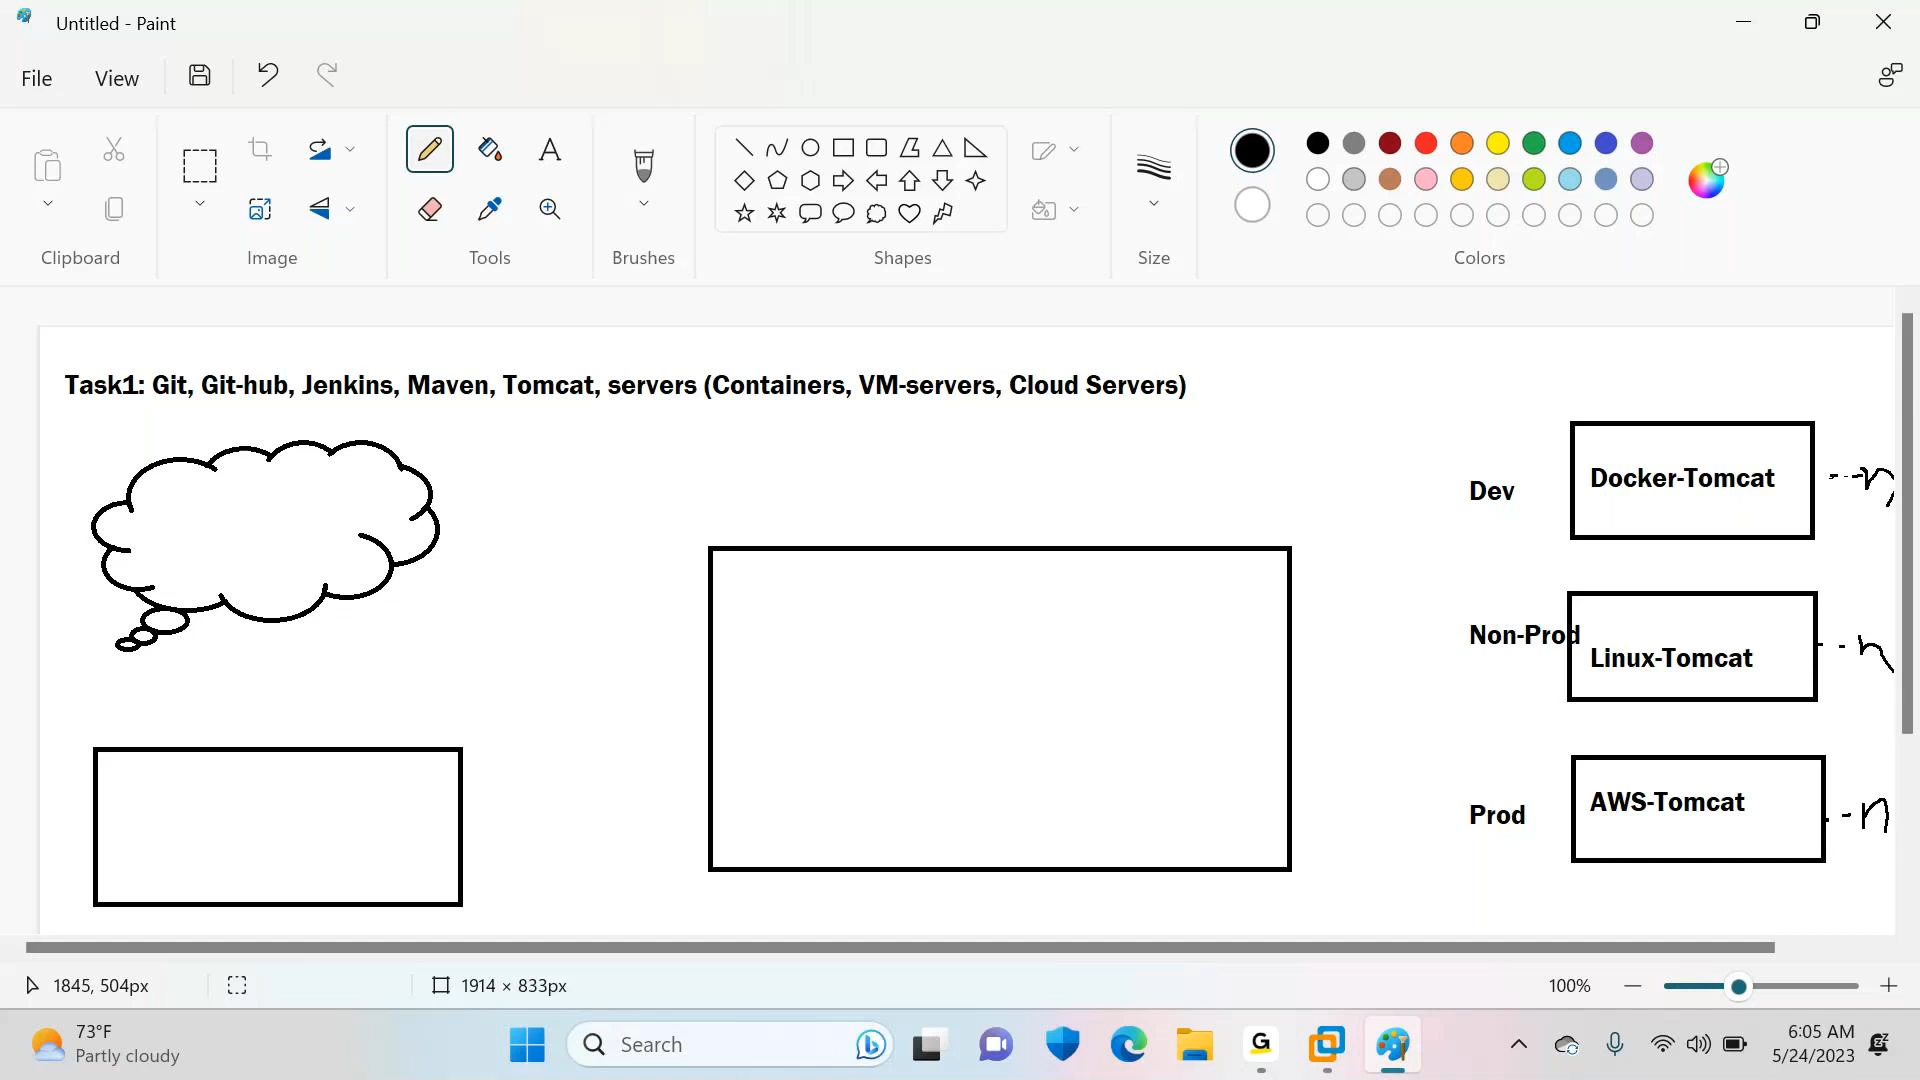 Untitled - Paint
File View
Clipboard
Image
Tools
Brushes
Shapes
Size
Colors
Task1: Git, Git-hub, Jenkins, Maven, Tomcat, servers (Containers, VM-servers, Cloud Servers)
Dev
Docker-Tomcat
--n
Non-Prod
Linux-Tomcat
--n
Prod
AWS-Tomcat
--n
1845, 504px
1914 × 833px
100%
73°F
Partly cloudy
Search
6:05 AM
5/24/2023